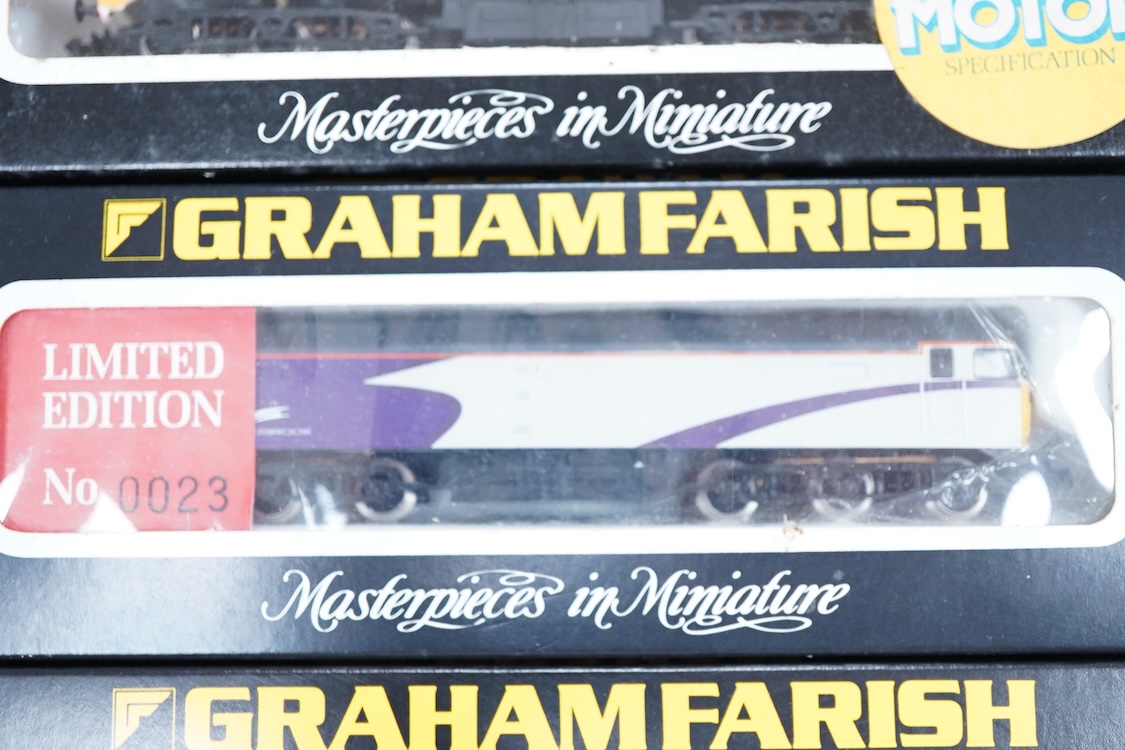 MOTOR
SPECIFICATION
Masterpieces in Miniature
GRAHAM FARISH
LIMITED
EDITION
No. 0023
Masterpieces in Miniature
GRAHAM FARISH